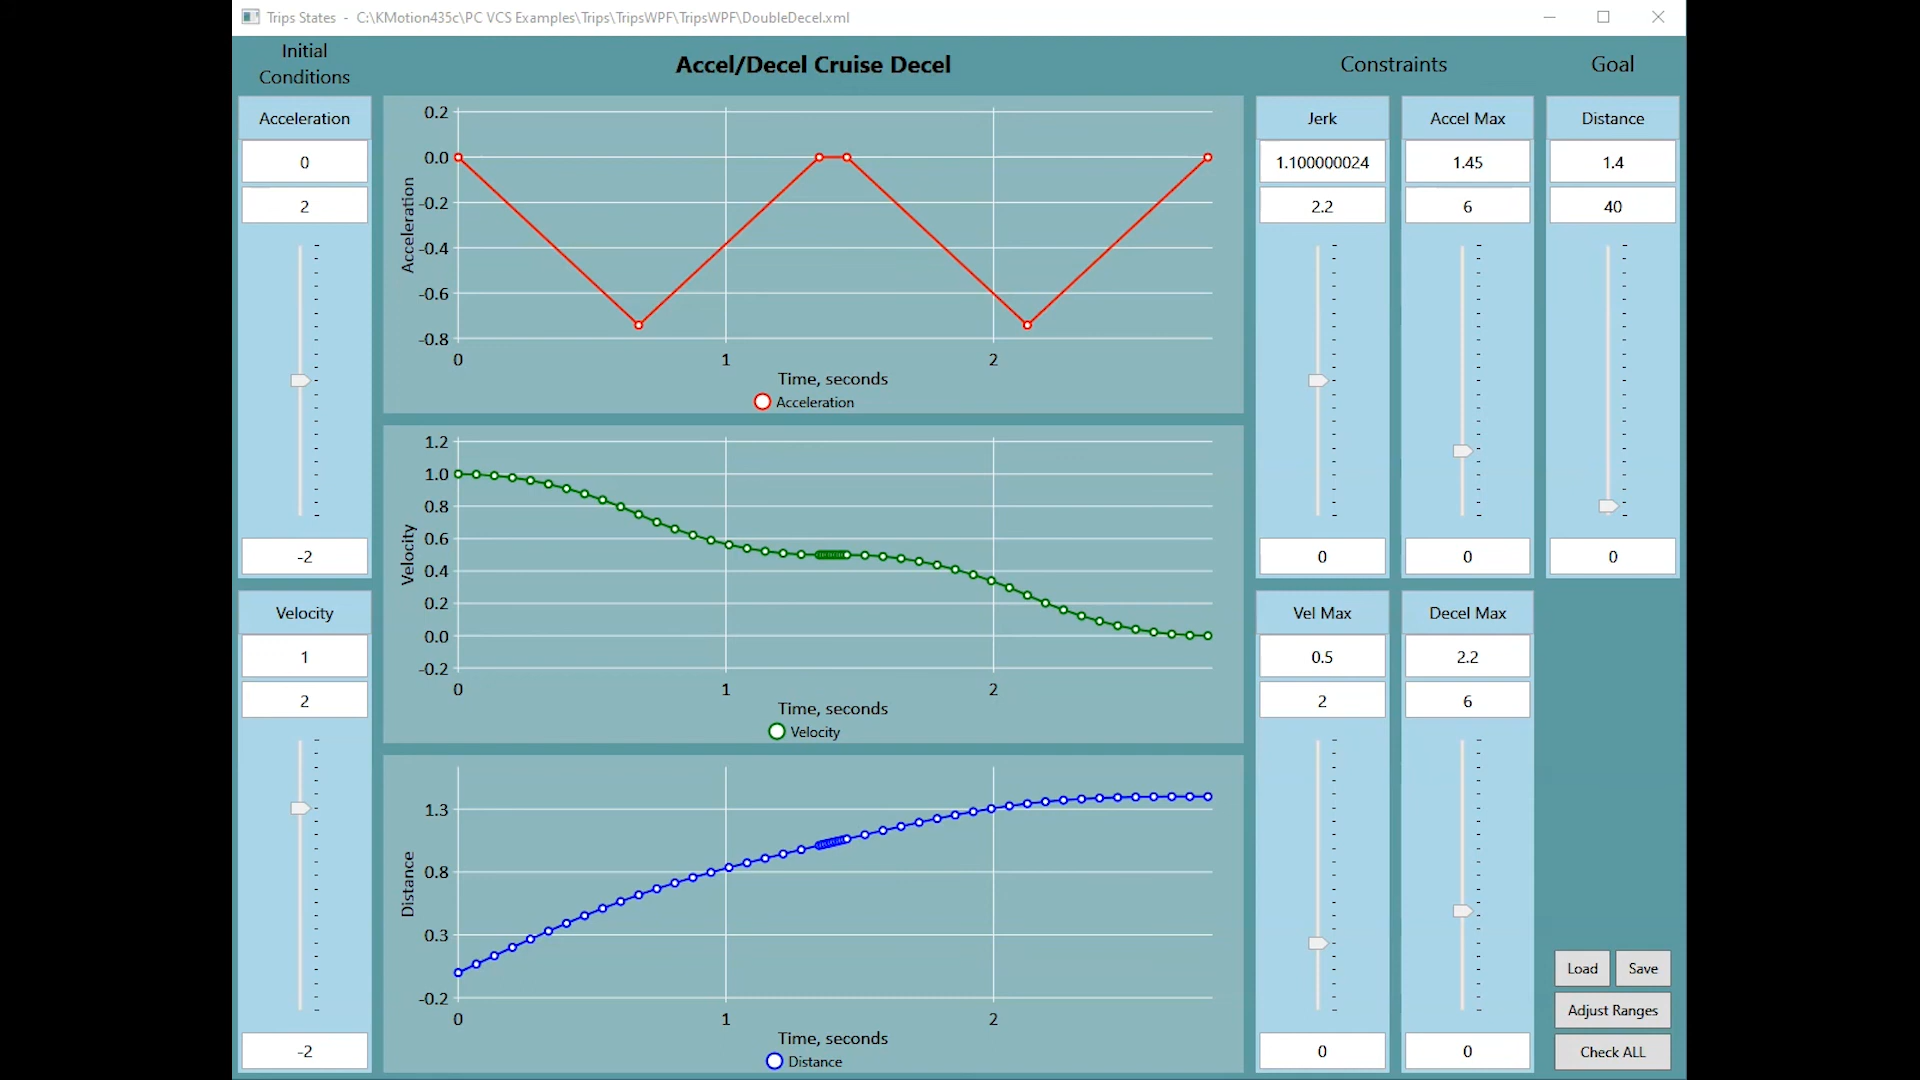 Trips States - C:\KMotion435c\PC VCS Examples\Trips\TripsWPF\TripsWPF\DoubleDecel.xml
Initial
Conditions
Accel/Decel Cruise Decel
Constraints
Goal
Acceleration
0
2
-2
Velocity
1
2
-2
0.2
0.0
-0.2
-0.4
-0.6
-0.8
Acceleration
0
1
2
Time, seconds
Acceleration
1.2
1.0
0.8
0.6
0.4
0.2
0.0
-0.2
Velocity
0
1
2
Time, seconds
Velocity
1.3
0.8
0.3
-0.2
Distance
0
1
2
Time, seconds
Distance
Jerk
1.100000024
2.2
0
Accel Max
1.45
6
0
Distance
1.4
40
0
Vel Max
0.5
2
0
Decel Max
2.2
6
0
Load
Save
Adjust Ranges
Check ALL